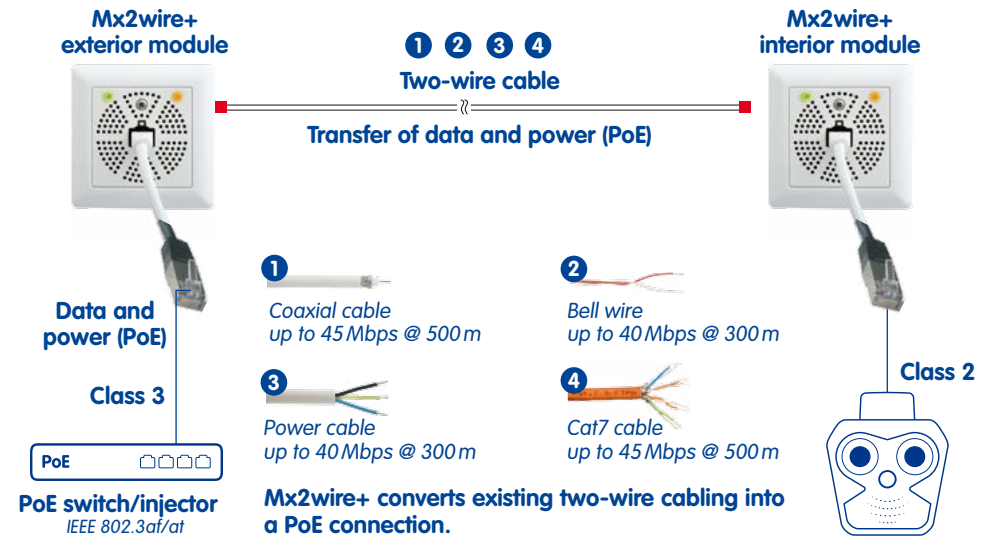 Mx2wire+
exterior module
1 2 3 4
Two-wire cable
Transfer of data and power (PoE)
Mx2wire+
interior module
Data and
power (PoE)
Class 3
PoE
PoE switch/injector
IEEE 802.3af/at
1
Coaxial cable
up to 45 Mbps @ 500 m
2
Bell wire
up to 40 Mbps @ 300 m
3
Power cable
up to 40 Mbps @ 300 m
4
Cat7 cable
up to 45 Mbps @ 500 m
Mx2wire+ converts existing two-wire cabling into
a PoE connection.
Class 2